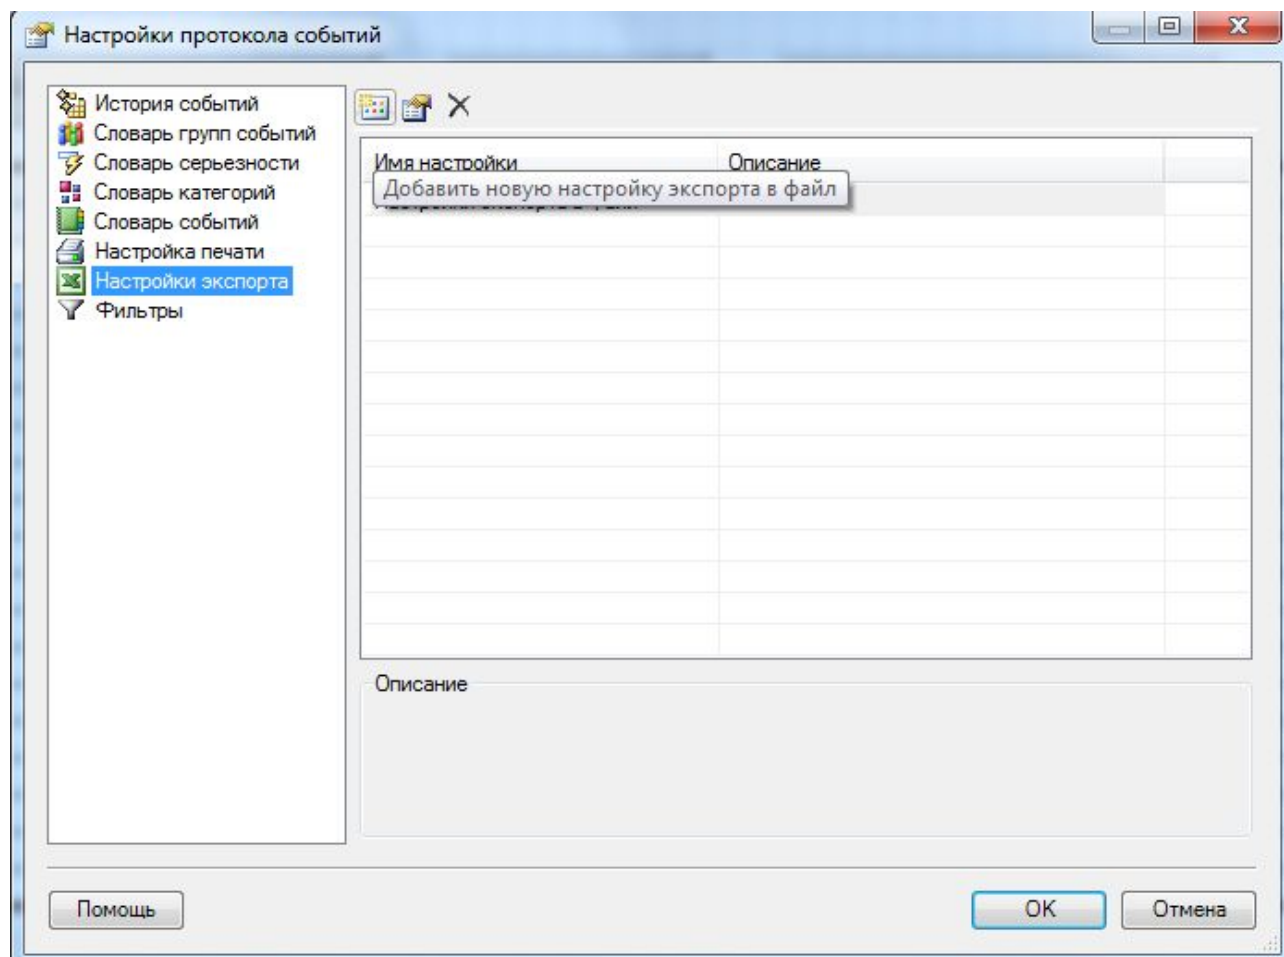 Настройки протокола событий
История событий
Словарь групп событий
Словарь серьезности
Словарь категорий
Словарь событий
Настройка печати
Настройки экспорта
Фильтры
Имя настройки Описание
Добавить новую настройку экспорта в файл
Описание
Помощь
OK Отмена